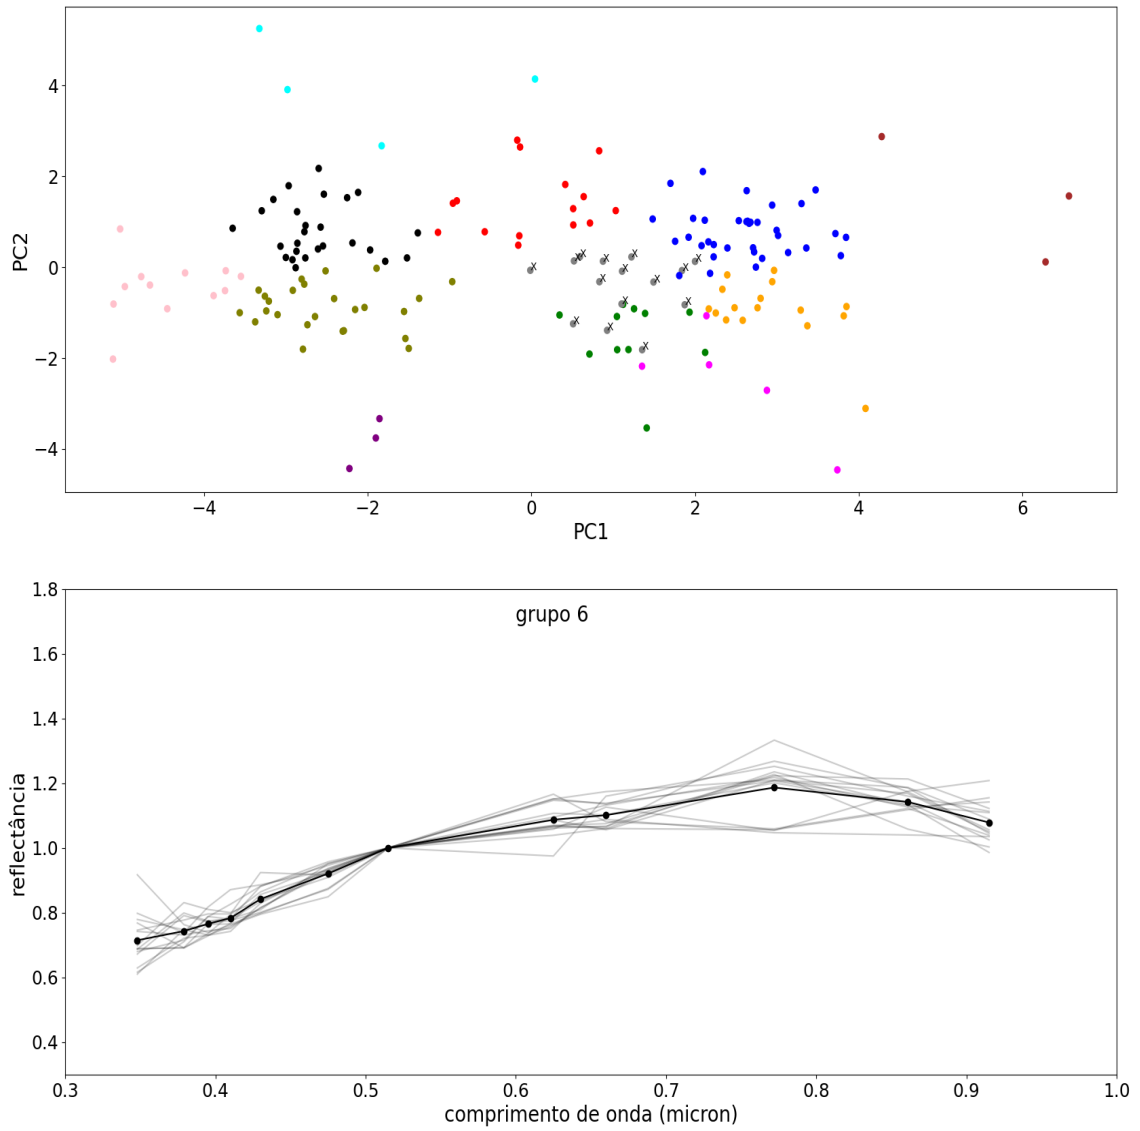 4
2
0
−2
−4
PC2
−4 −2 0 2 4 6
PC1
X X X X X X X X X X X X X X X X X X
1.8
1.6
1.4
1.2
1.0
0.8
0.6
0.4
grupo 6
reflectância
0.3 0.4 0.5 0.6 0.7 0.8 0.9 1.0
comprimento de onda (micron)